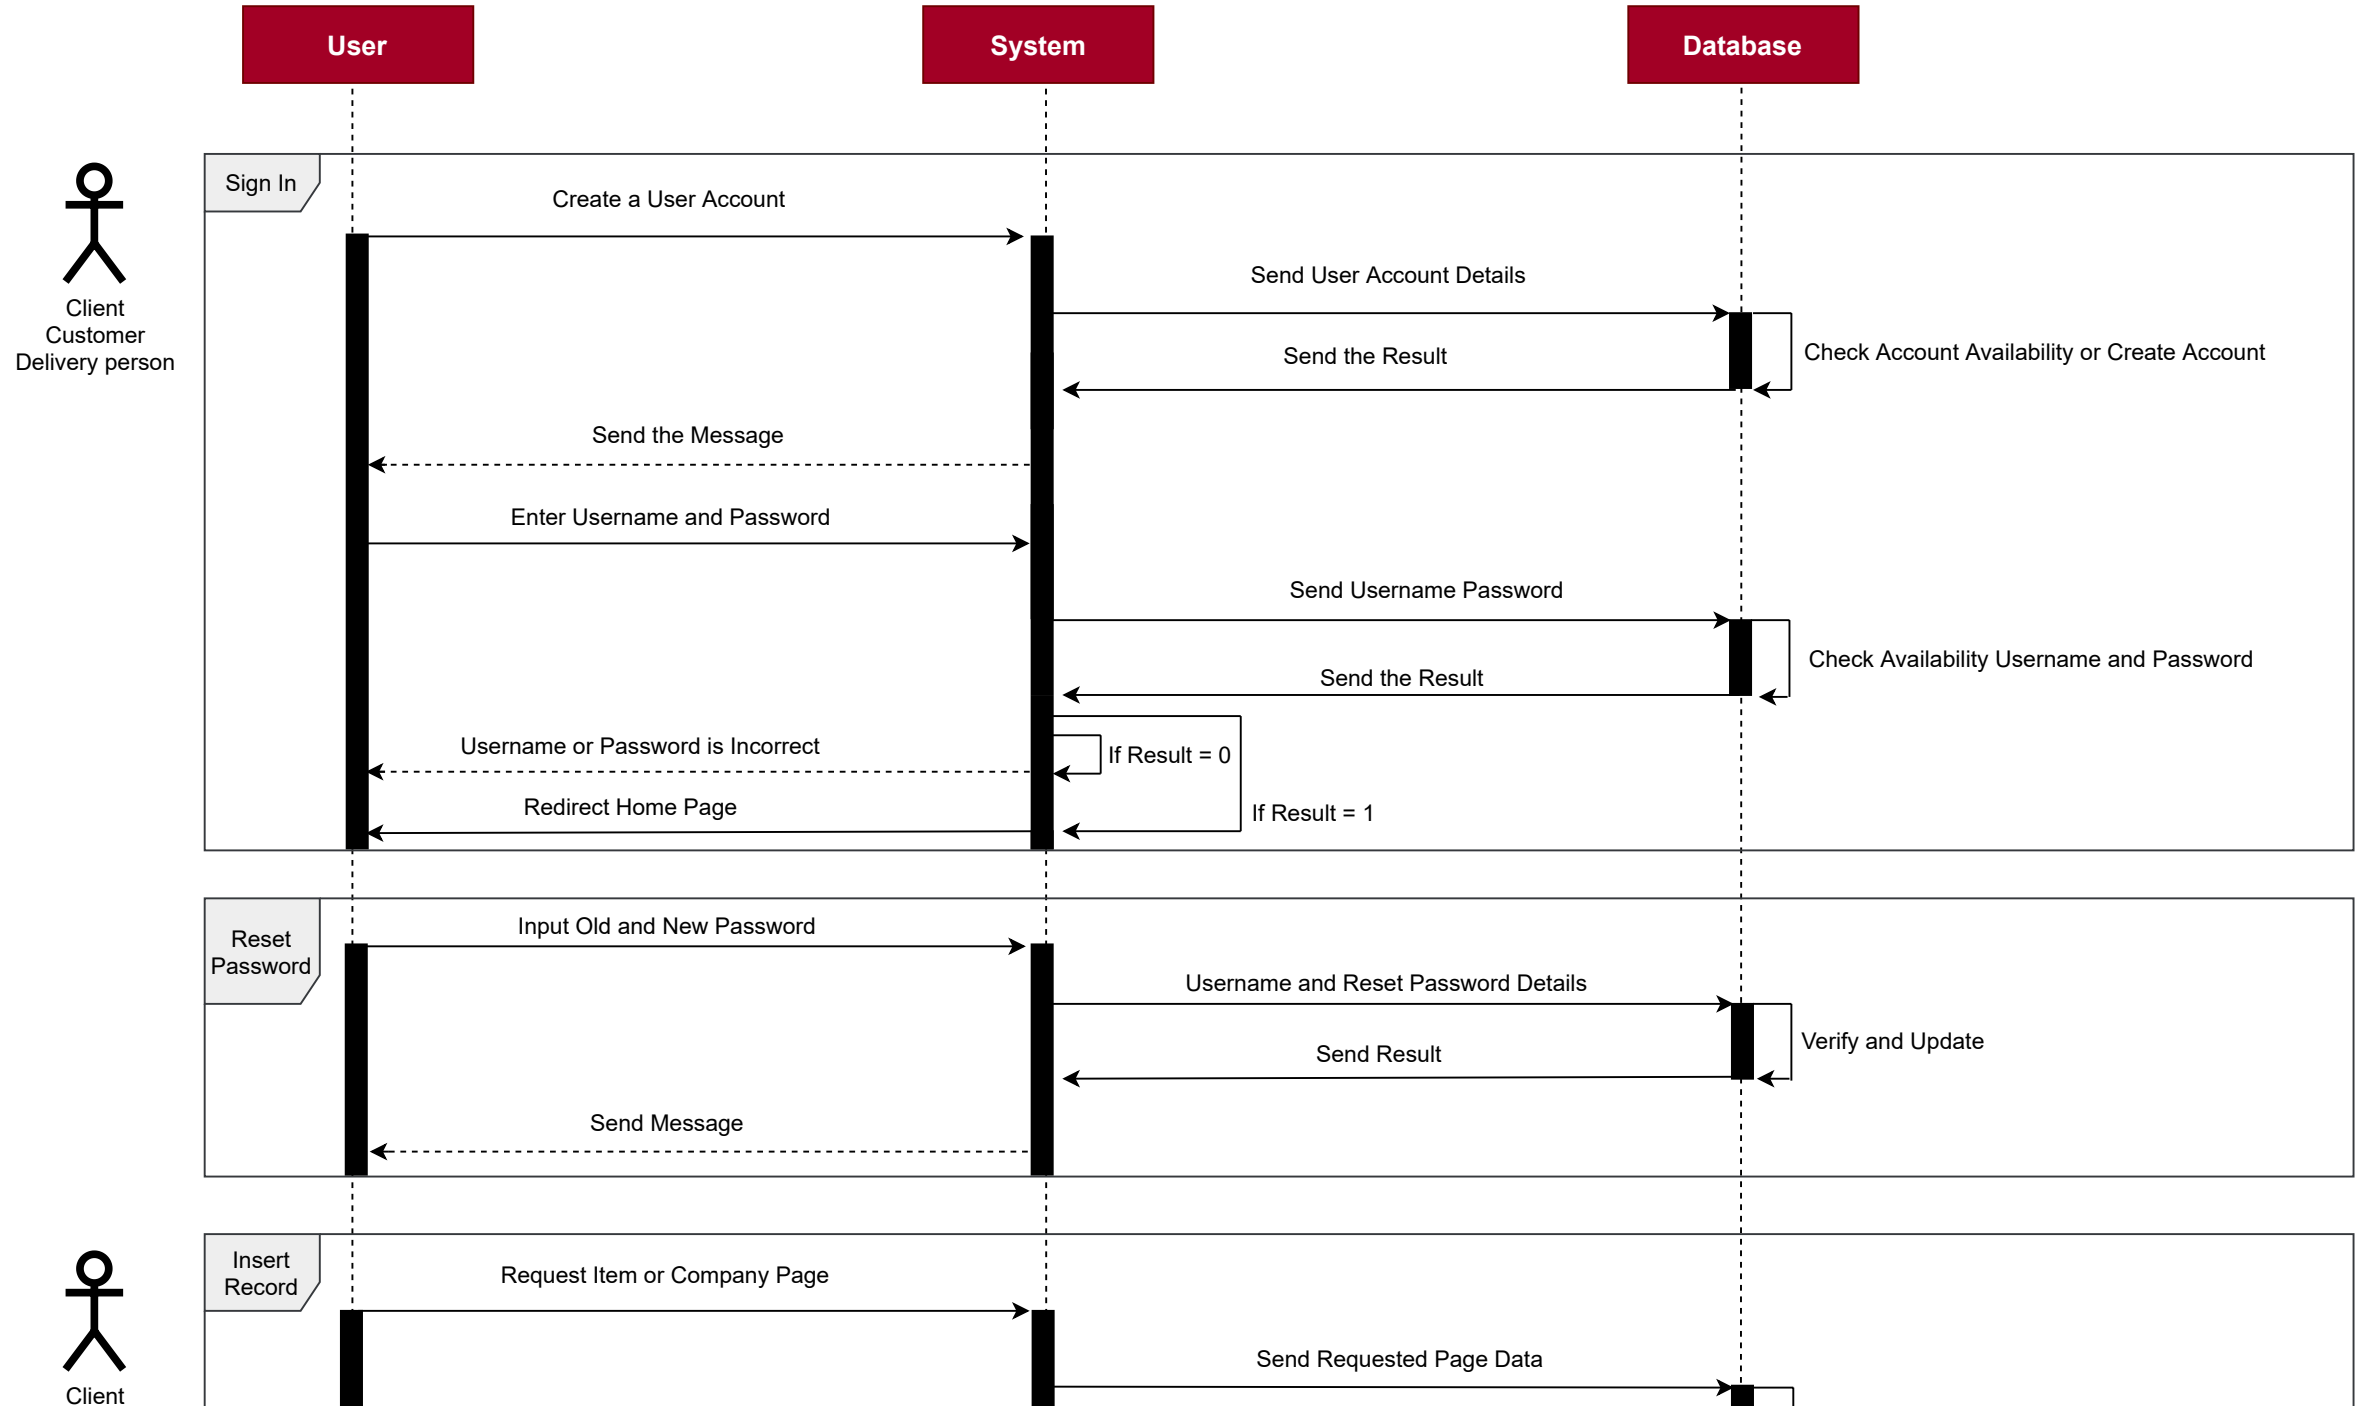 User
System
Database
Sign In
Create a User Account
Send User Account Details
Client
Customer
Delivery person
Send the Result
Check Account Availability or Create Account
Send the Message
Enter Username and Password
Send Username Password
Check Availability Username and Password
Send the Result
Username or Password is Incorrect
If Result = 0
Redirect Home Page
If Result = 1
Reset
Password
Input Old and New Password
Username and Reset Password Details
Verify and Update
Send Result
Send Message
Insert
Record
Request Item or Company Page
Send Requested Page Data
Client